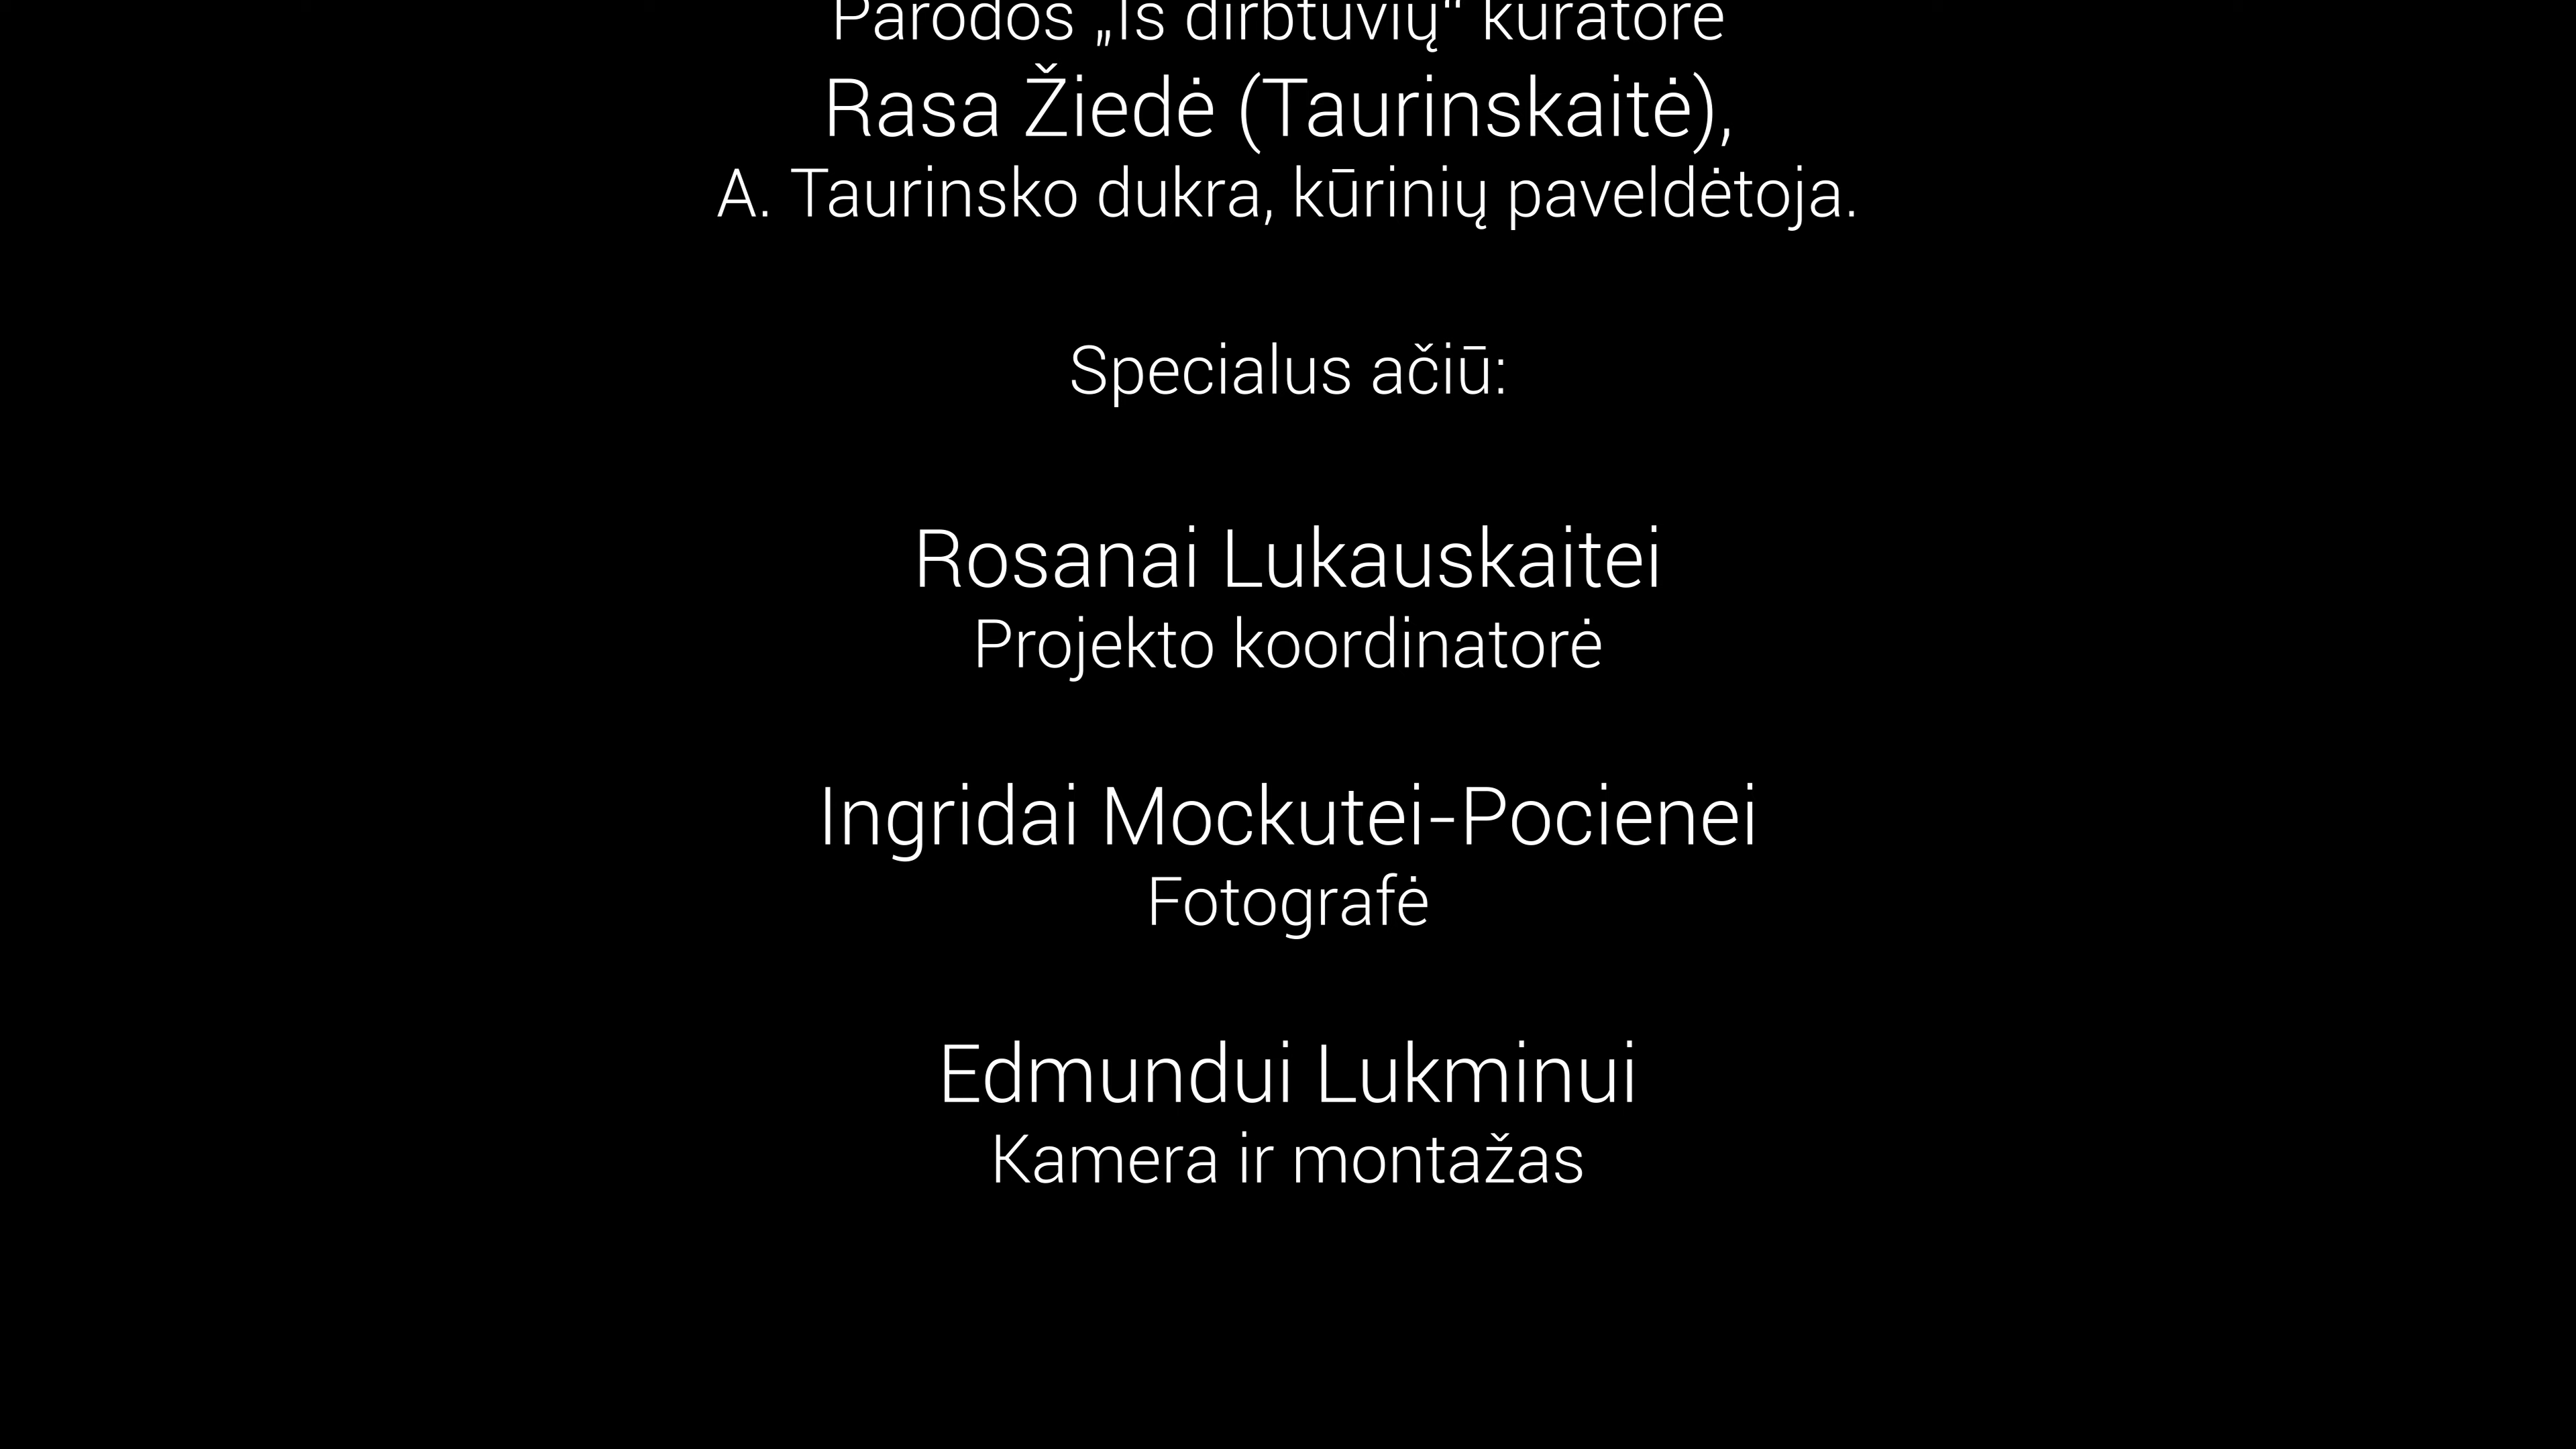 Parodos „Iš dirbtuvių“ kuratorė
Rasa Žiedė (Taurinskaitė),
A. Taurinsko dukra, kūrinių paveldėtoja.
Specialus ačiū:
Rosanai Lukauskaitei
Projekto koordinatorė
Ingridai Mockutei-Pocienei
Fotografė
Edmundui Lukminui
Kamera ir montažas